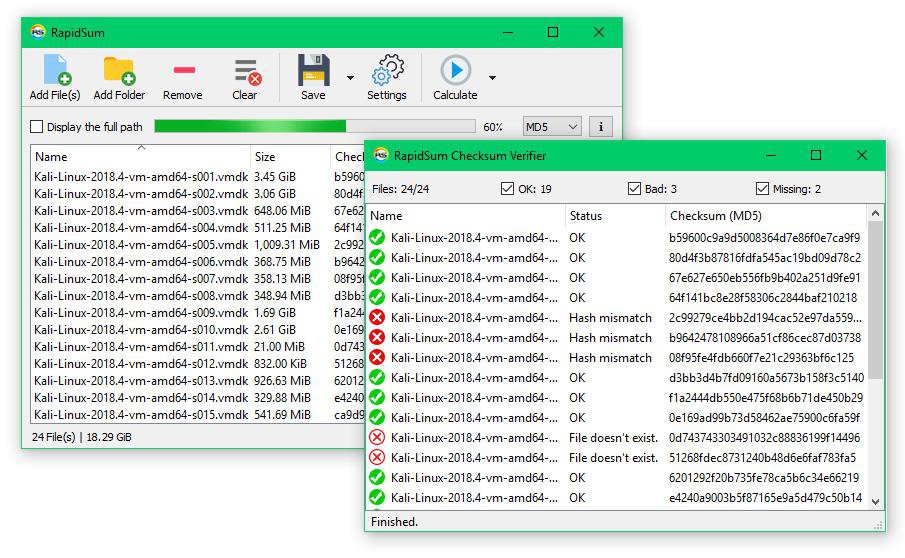 RapidSum
Add File(s) Add Folder Remove Clear Save Settings Calculate
Display the full path 60% MD5 i
Name Size Chec
Kali-Linux-2018.4-vm-amd64-s001.vmdk 3.45 GiB b5960
Kali-Linux-2018.4-vm-amd64-s002.vmdk 3.06 GiB 80d4f
Kali-Linux-2018.4-vm-amd64-s003.vmdk 648.06 MiB 67e62
Kali-Linux-2018.4-vm-amd64-s004.vmdk 511.25 MiB 64f141
Kali-Linux-2018.4-vm-amd64-s005.vmdk 1,009.31 MiB 2c992
Kali-Linux-2018.4-vm-amd64-s006.vmdk 368.75 MiB b9642
Kali-Linux-2018.4-vm-amd64-s007.vmdk 358.13 MiB 08f95f
Kali-Linux-2018.4-vm-amd64-s008.vmdk 348.94 MiB d3bb3
Kali-Linux-2018.4-vm-amd64-s009.vmdk 1.69 GiB f1a244
Kali-Linux-2018.4-vm-amd64-s010.vmdk 2.61 GiB 0e169
Kali-Linux-2018.4-vm-amd64-s011.vmdk 21.00 MiB 0d743
Kali-Linux-2018.4-vm-amd64-s012.vmdk 832.00 KiB 51268
Kali-Linux-2018.4-vm-amd64-s013.vmdk 926.63 MiB 62012
Kali-Linux-2018.4-vm-amd64-s014.vmdk 329.88 MiB e4240
Kali-Linux-2018.4-vm-amd64-s015.vmdk 541.69 MiB ca9d9
24 File(s) | 18.29 GiB
RapidSum Checksum Verifier
Files: 24/24 OK: 19 Bad: 3 Missing: 2
Name Status Checksum (MD5)
Kali-Linux-2018.4-vm-amd64-... OK b59600c9a9d5008364d7e86f0e7ca9f9
Kali-Linux-2018.4-vm-amd64-... OK 80d4f3b87816fdfa545ac19bd09d78c2
Kali-Linux-2018.4-vm-amd64-... OK 67e627e650eb556fb9b402a251d9fe91
Kali-Linux-2018.4-vm-amd64-... OK 64f141bc8e28f58306c2844baf210218
Kali-Linux-2018.4-vm-amd64-... Hash mismatch 2c99279ce4bb2d194cac52e97da559...
Kali-Linux-2018.4-vm-amd64-... Hash mismatch b9642478108966a51cf86cec87d03738
Kali-Linux-2018.4-vm-amd64-... Hash mismatch 08f95fe4fdb660f7e21c29363bf6c125
Kali-Linux-2018.4-vm-amd64-... OK d3bb3d4b7fd09160a5673b158f3c5140
Kali-Linux-2018.4-vm-amd64-... OK f1a2444db550e475f68b6b71de450b29
Kali-Linux-2018.4-vm-amd64-... OK 0e169ad99b73d58462ae75900c6fa59f
Kali-Linux-2018.4-vm-amd64-... File doesn't exist. 0d743743303491032c88836199f14496
Kali-Linux-2018.4-vm-amd64-... File doesn't exist. 51268fdec8731240b48d6e6faf783fa5
Kali-Linux-2018.4-vm-amd64-... OK 6201292f20b735fe78ca5b6c34e66219
Kali-Linux-2018.4-vm-amd64-... OK e4240a9003b5f87165e9a5d479c50b14
Finished.